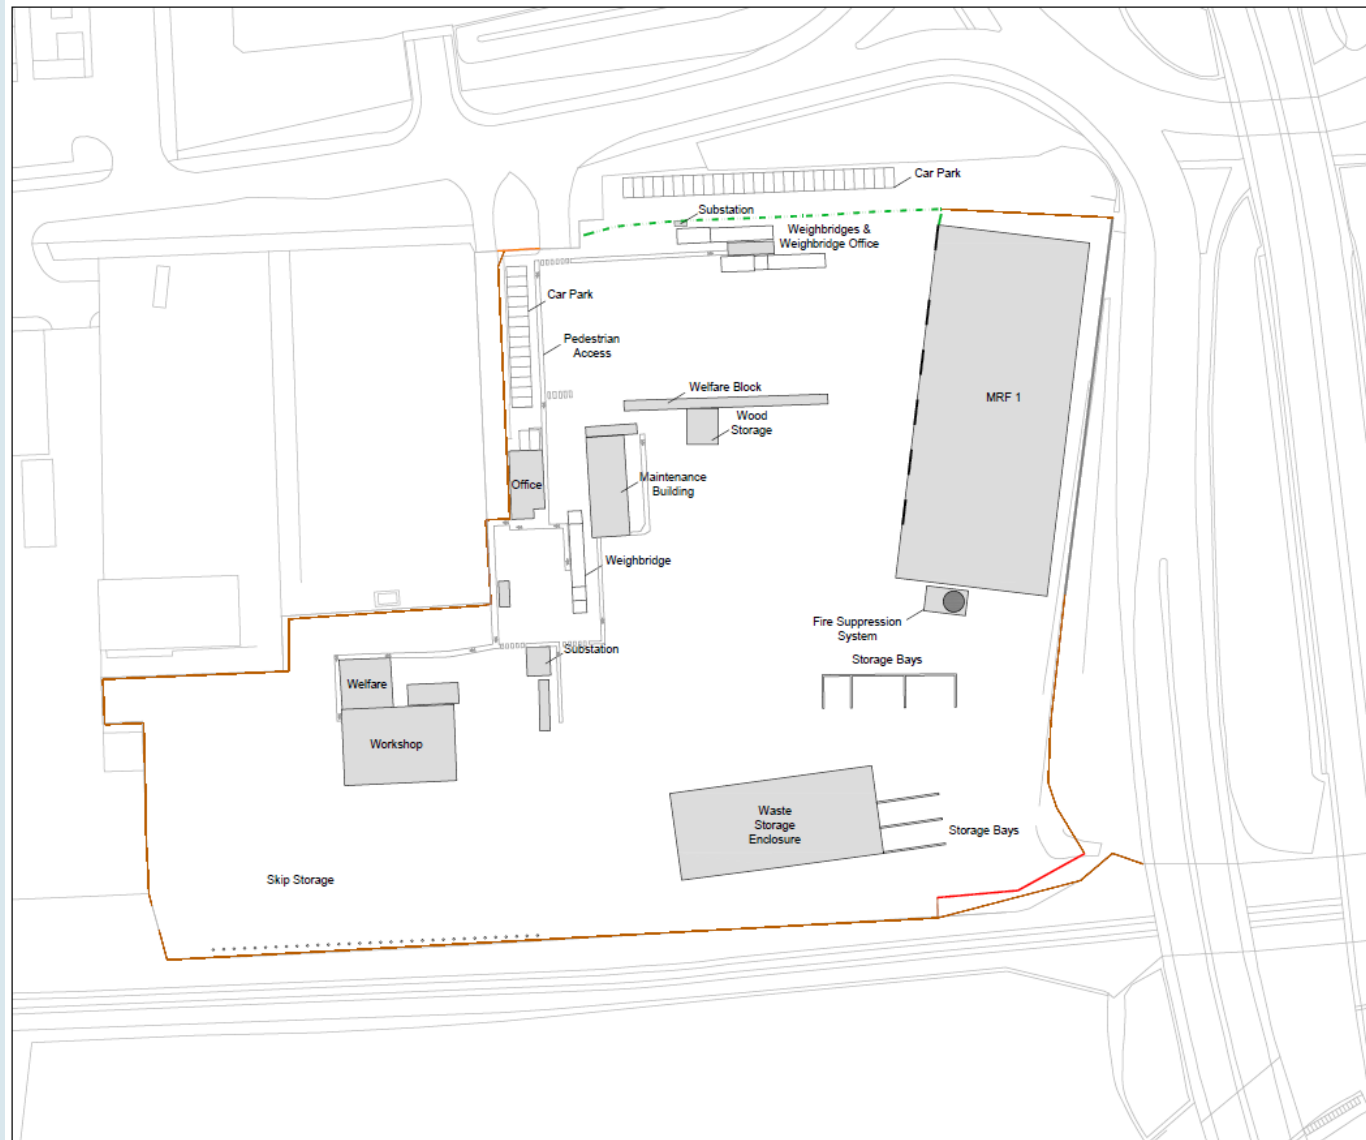 Car Park
Substation
Weighbridges &
Weighbridge Office
Car Park
Pedestrian
Access
Welfare Block
MRF 1
Wood
Storage
Maintenance
Building
Office
Weighbridge
Fire Suppression
System
Substation
Storage Bays
Welfare
Workshop
Waste
Storage
Enclosure
Storage Bays
Skip Storage